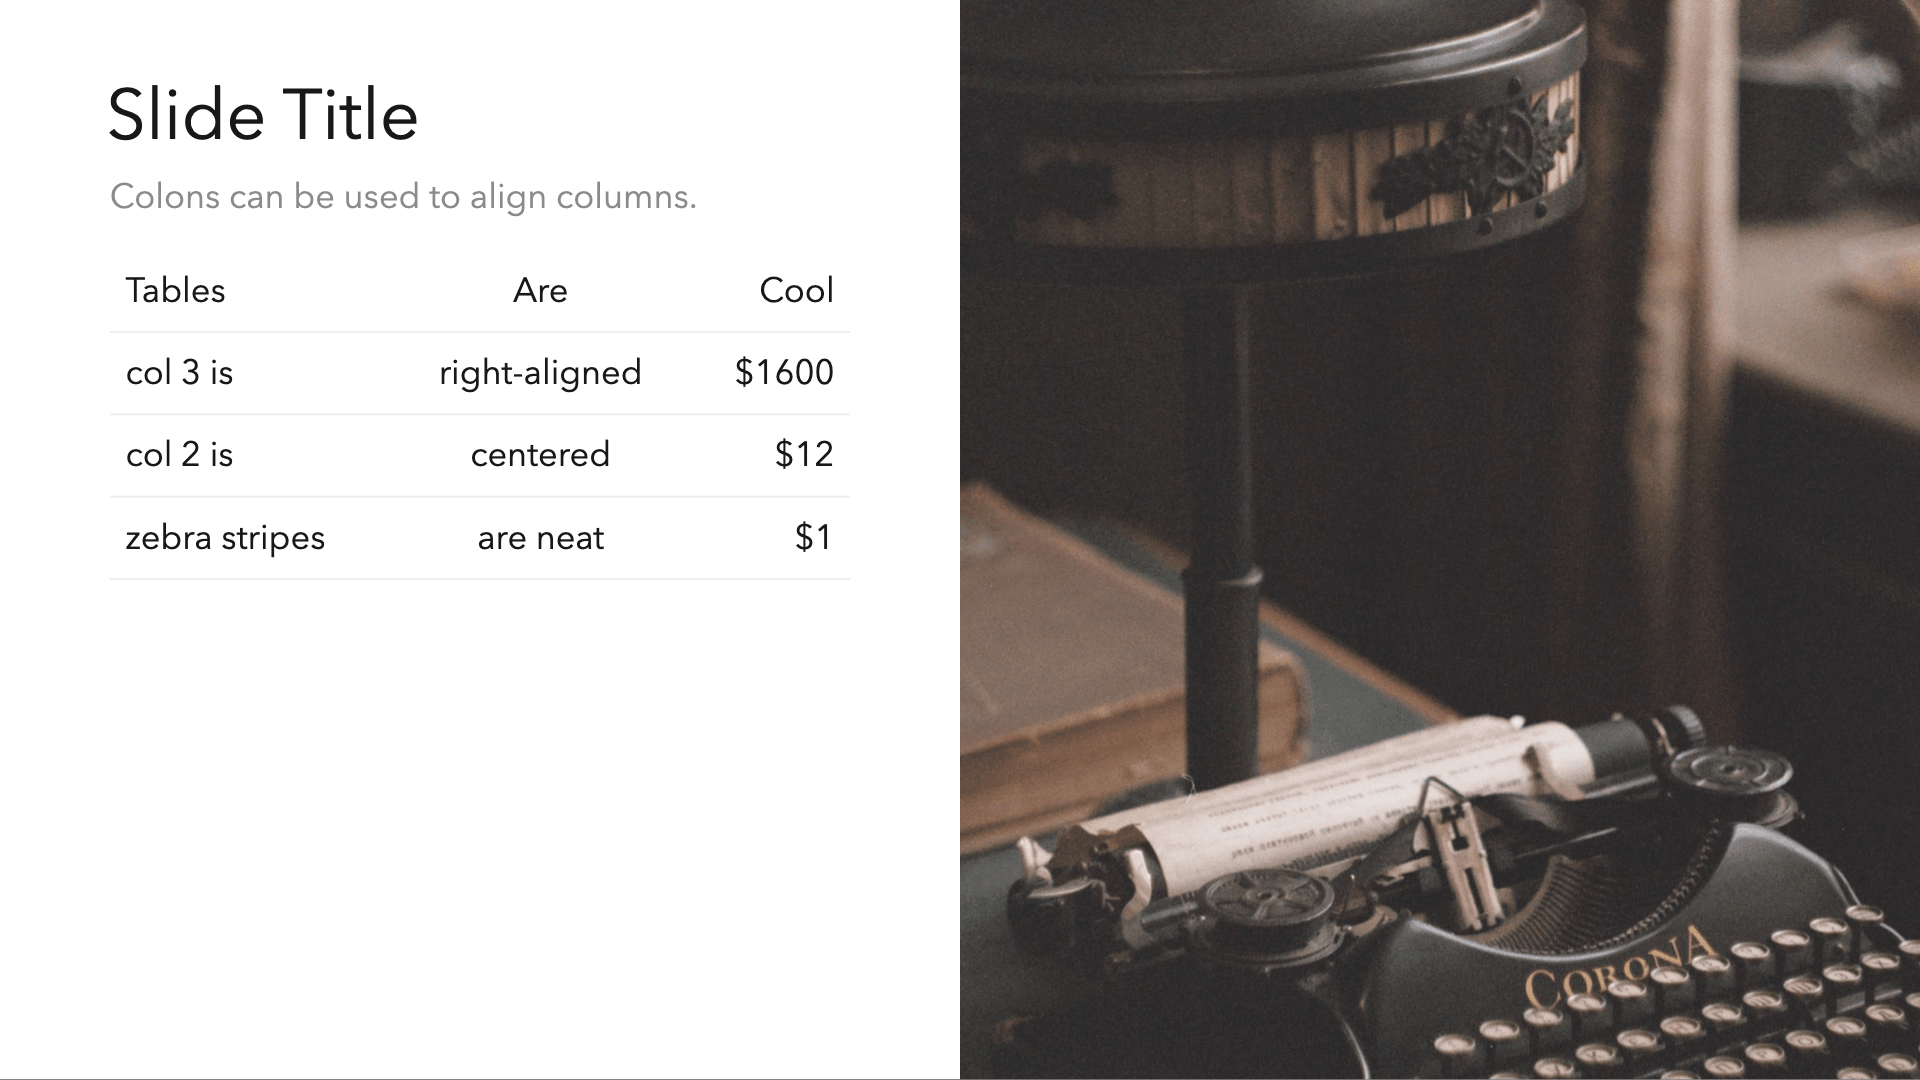 Slide Title
Colons can be used to align columns.
Tables Are Cool
col 3 is right-aligned $1600
col 2 is centered $12
zebra stripes are neat $1
CORONA